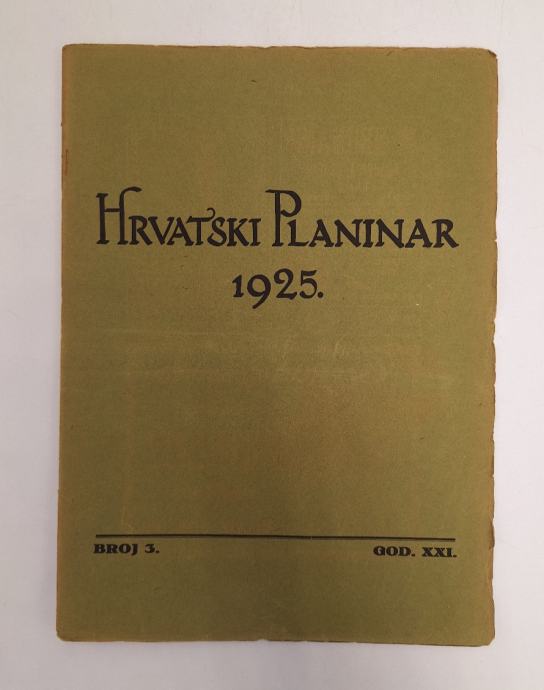 Hrvatski Planinar
1925.
BROJ 3. GOD. XXI.